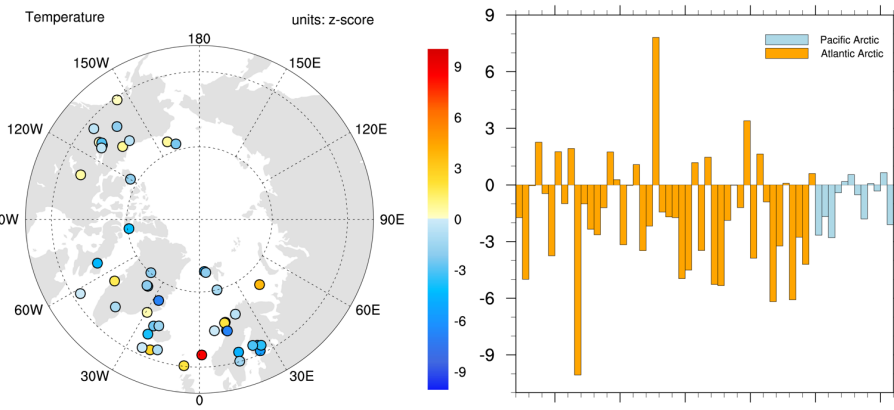 Temperature
units: z-score
180
150W
150E
120W
120E
0W
90E
60W
60E
30W
30E
0
9
6
3
0
-3
-6
-9
9
6
3
0
-3
-6
-9
Pacific Arctic
Atlantic Arctic